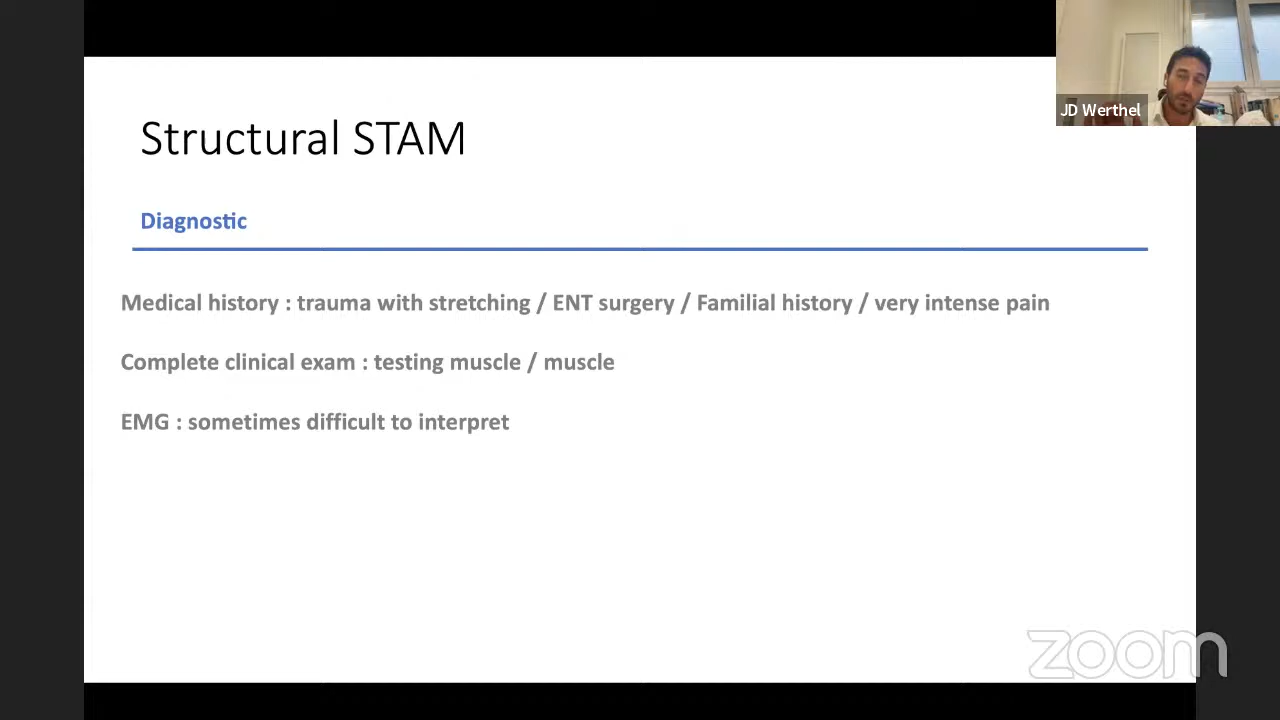 JD Werthel
Structural STAM
Diagnostic
Medical history : trauma with stretching / ENT surgery / Familial history / very intense pain
Complete clinical exam : testing muscle / muscle
EMG : sometimes difficult to interpret
zoom